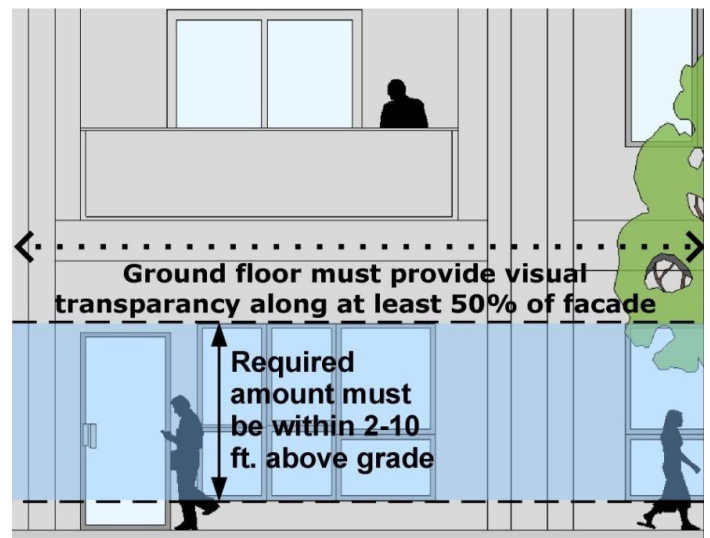 Ground floor must provide visual
transparancy along at least 50% of facade
Required
amount must
be within 2-10
ft. above grade